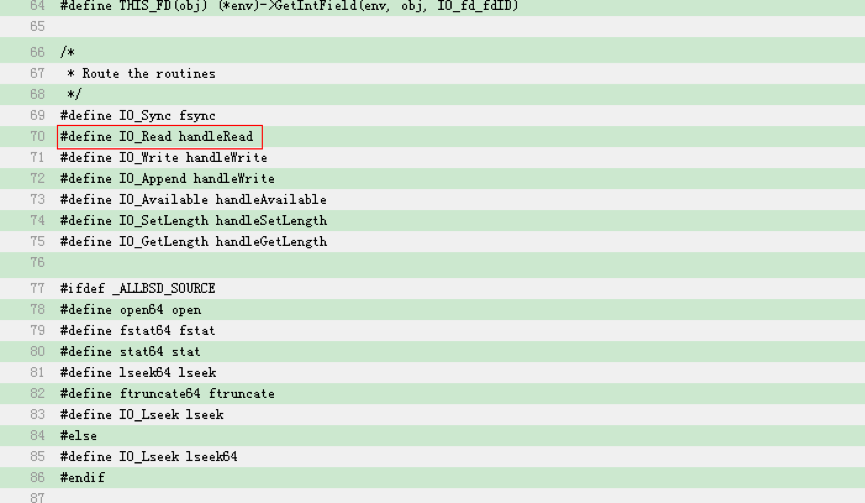 64 #define THIS_FD(obj) (*env)->GetIntField(env, obj, IO_fd_fdID)
65
66 /*
67  * Route the routines
68  */
69 #define IO_Sync fsync
70 #define IO_Read handleRead
71 #define IO_Write handleWrite
72 #define IO_Append handleWrite
73 #define IO_Available handleAvailable
74 #define IO_SetLength handleSetLength
75 #define IO_GetLength handleGetLength
76
77 #ifdef _ALLBSD_SOURCE
78 #define open64 open
79 #define fstat64 fstat
80 #define stat64 stat
81 #define lseek64 lseek
82 #define ftruncate64 ftruncate
83 #define IO_Lseek lseek
84 #else
85 #define IO_Lseek lseek64
86 #endif
87